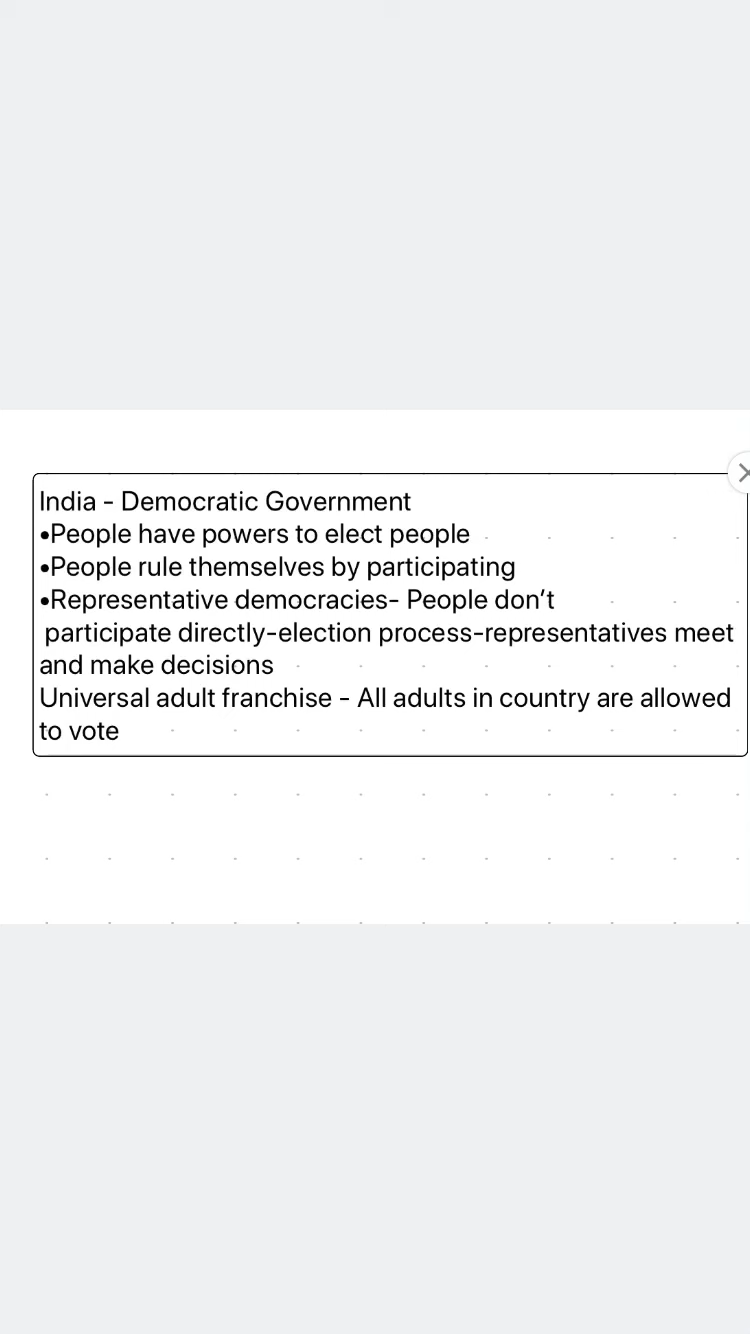 India - Democratic Government
•People have powers to elect people
•People rule themselves by participating
•Representative democracies- People don’t
participate directly-election process-representatives meet
and make decisions
Universal adult franchise - All adults in country are allowed
to vote